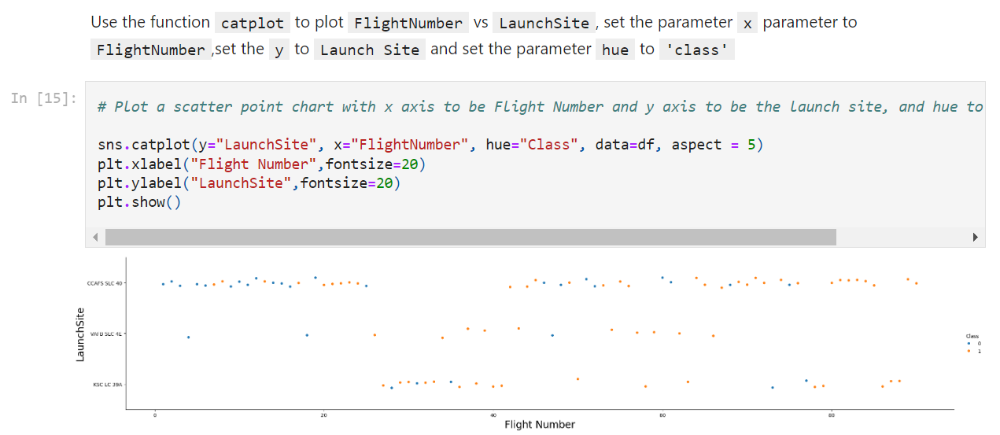 Use the function catplot to plot FlightNumber vs LaunchSite , set the parameter x parameter to
FlightNumber ,set the y to Launch Site and set the parameter hue to 'class'
In [15]:
# Plot a scatter point chart with x axis to be Flight Number and y axis to be the launch site, and hue to
sns.catplot(y="LaunchSite", x="FlightNumber", hue="Class", data=df, aspect = 5)
plt.xlabel("Flight Number",fontsize=20)
plt.ylabel("LaunchSite",fontsize=20)
plt.show()
CCAFS SLC 40
VAFB SLC 4E
KSC LC 39A
LaunchSite
Class
0
1
0 20 40 60 80
Flight Number